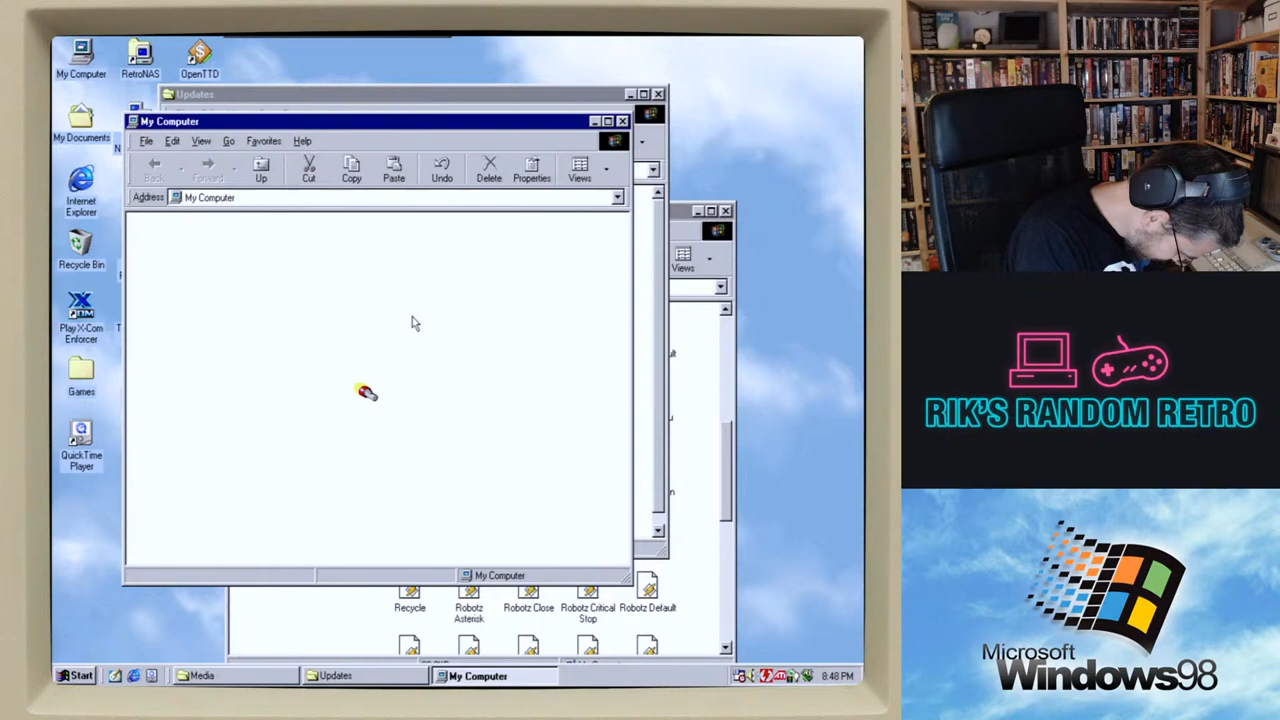 My Computer
RetroNAS
OpenTTD
My Documents
Internet
Explorer
Recycle Bin
Play X-Com
Enforcer
Games
QuickTime
Player
Updates
My Computer
File Edit View Go Favorites Help
Back Forward Up Cut Copy Paste Undo Delete Properties Views
Address My Computer
My Computer
Views
Recycle
Robotz
Asterisk
Robotz Close
Robotz Critical
Stop
Robotz Default
Start Media Updates My Computer 8:48 PM
RIK'S RANDOM RETRO
Microsoft
Windows98